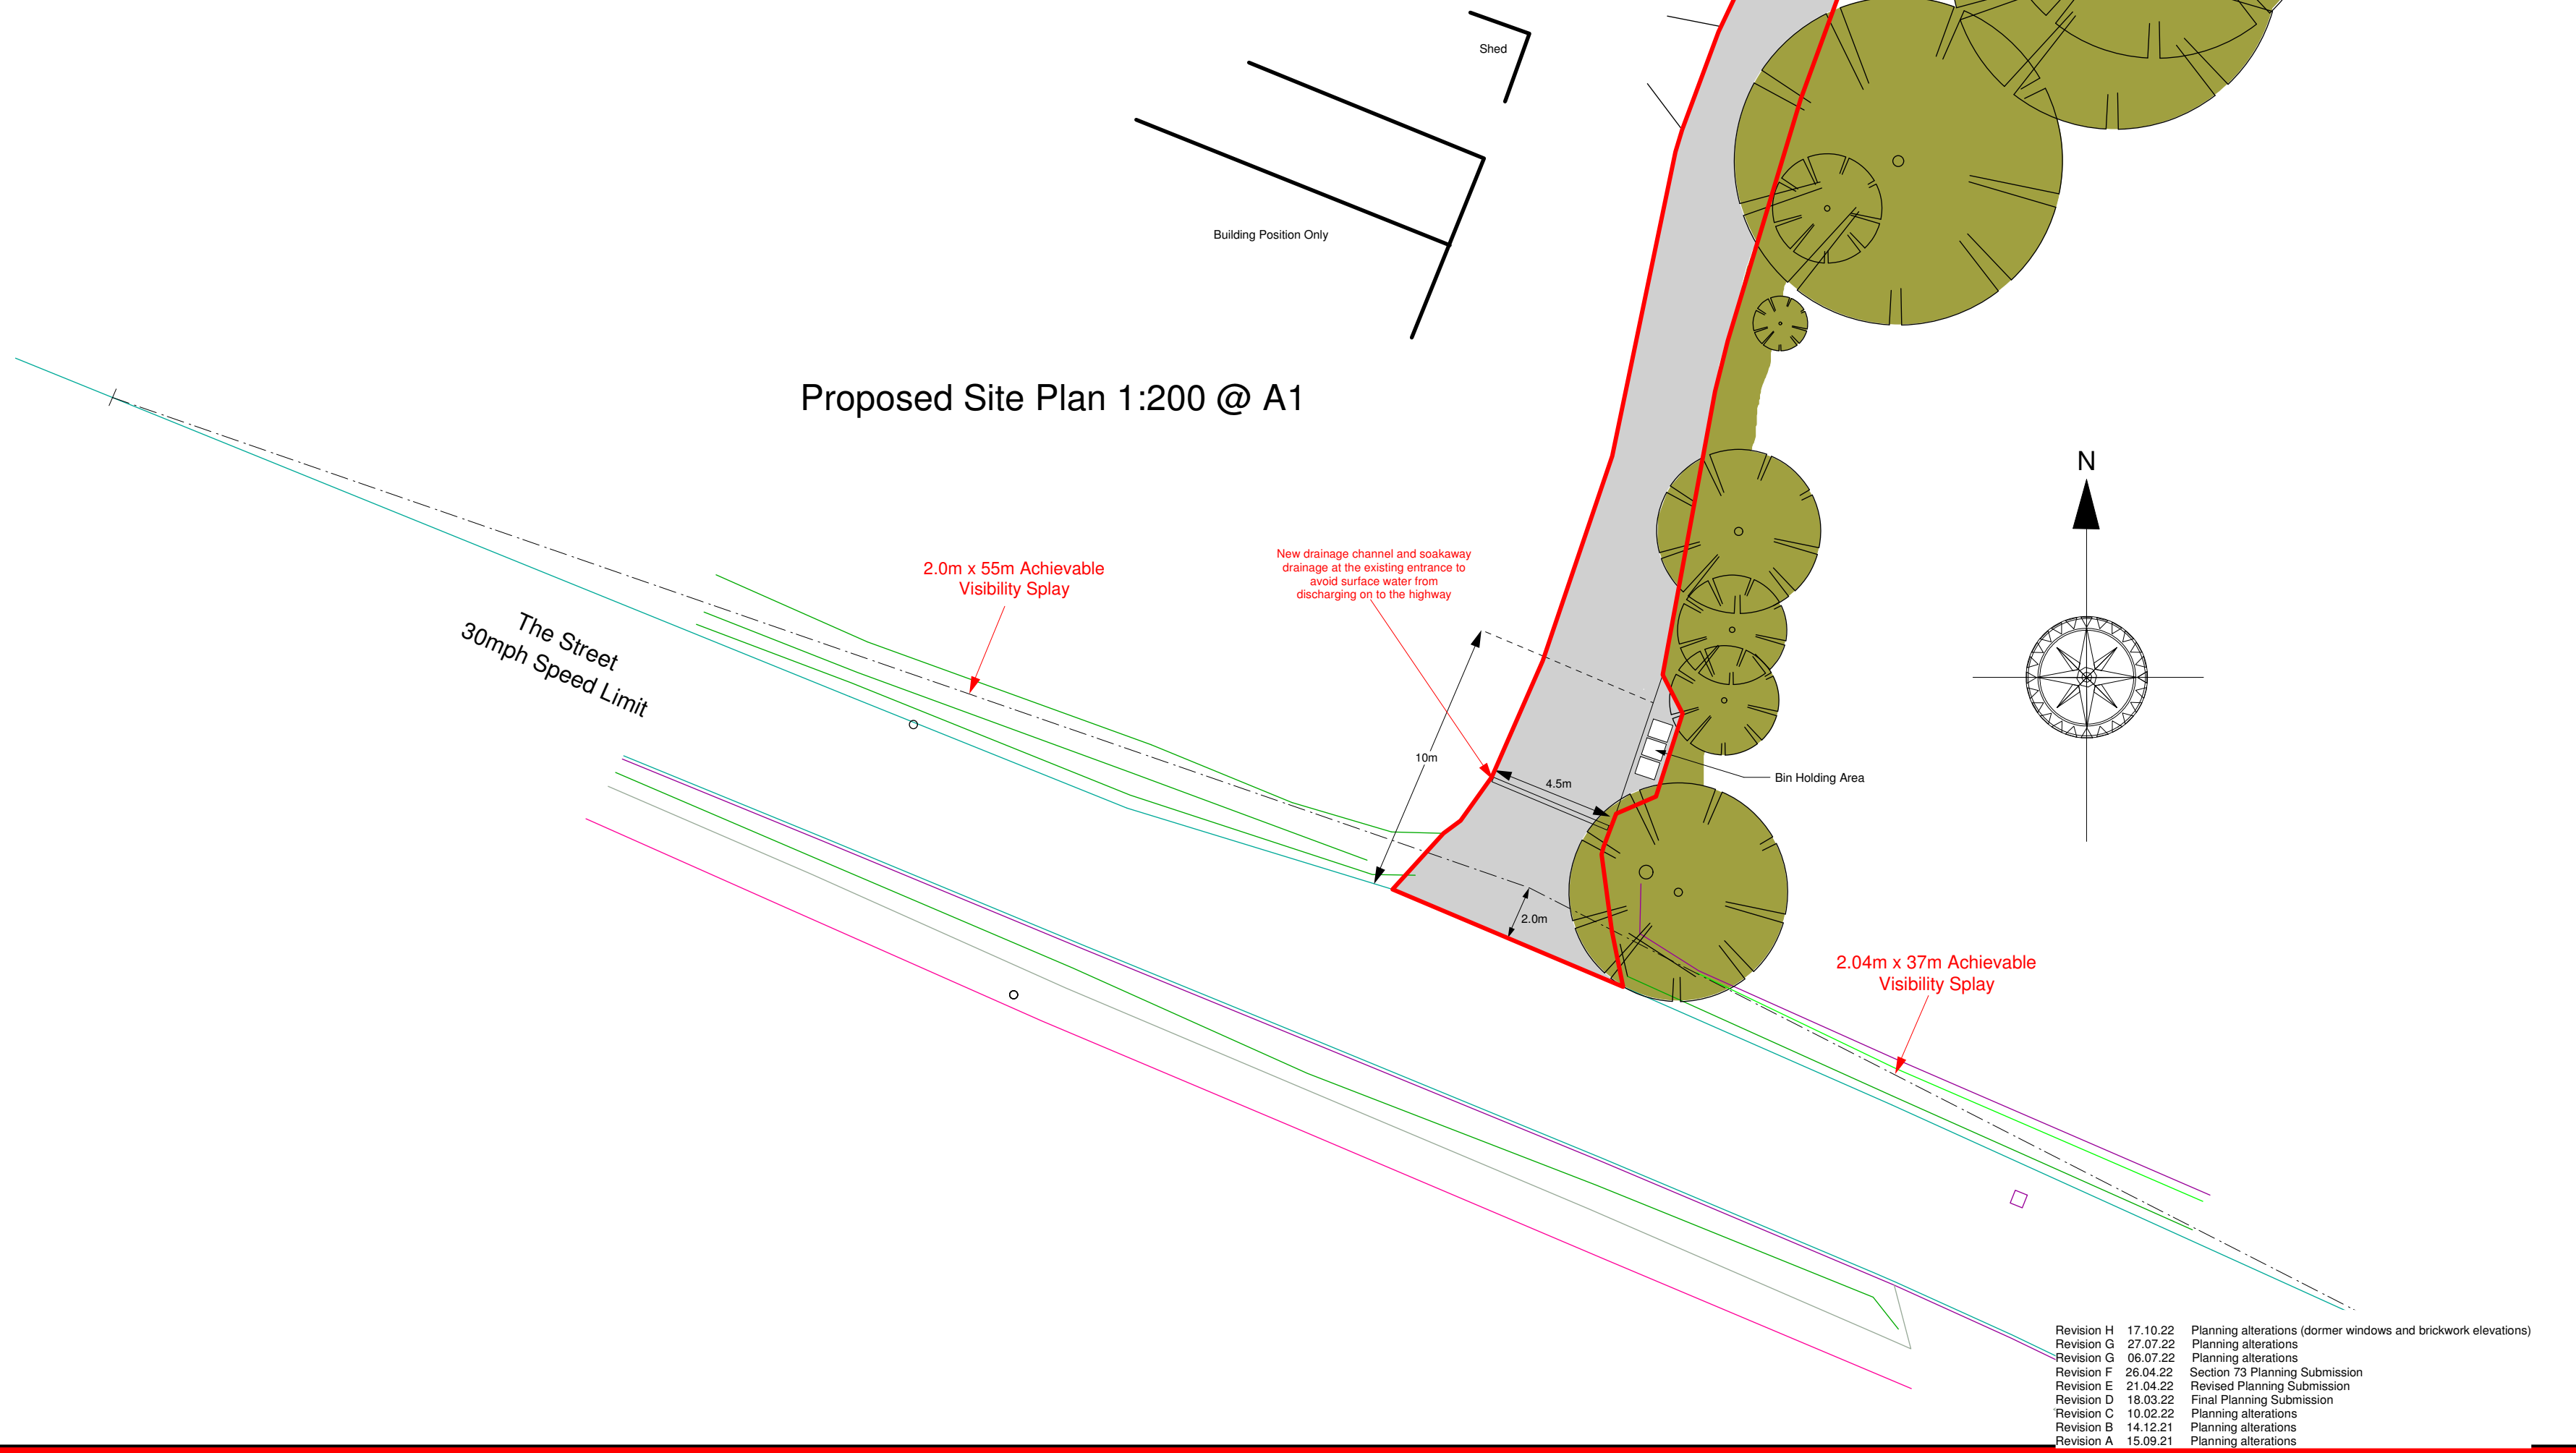 Shed
Building Position Only
Proposed Site Plan 1:200 @ A1
N
2.0m x 55m Achievable
Visibility Splay
New drainage channel and soakaway
drainage at the existing entrance to
avoid surface water from
discharging on to the highway
The Street
30mph Speed Limit
10m
4.5m
Bin Holding Area
2.0m
2.04m x 37m Achievable
Visibility Splay
Revision H 17.10.22 Planning alterations (dormer windows and brickwork elevations)
Revision G 27.07.22 Planning alterations
Revision G 06.07.22 Planning alterations
Revision F 26.04.22 Section 73 Planning Submission
Revision E 21.04.22 Revised Planning Submission
Revision D 18.03.22 Final Planning Submission
Revision C 10.02.22 Planning alterations
Revision B 14.12.21 Planning alterations
Revision A 15.09.21 Planning alterations